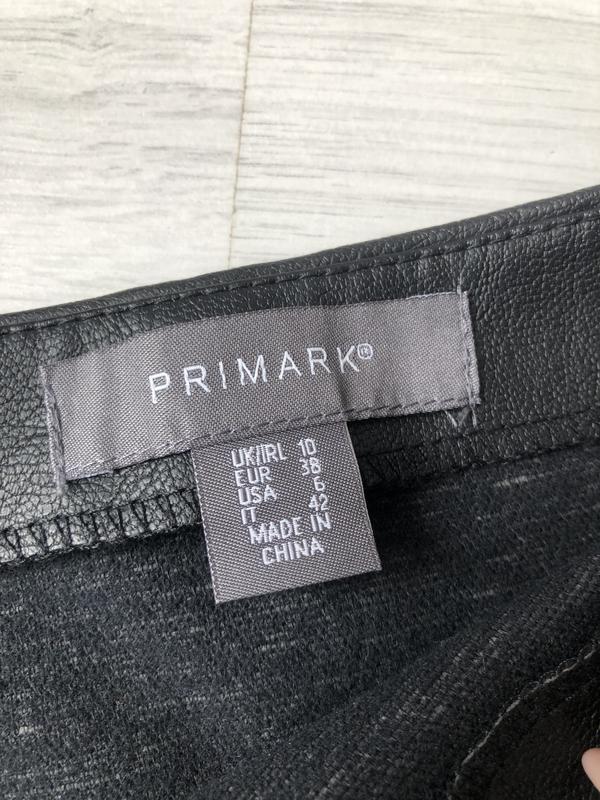 PRIMARK®
UK/IRL 10
EUR 38
USA 6
IT 42
MADE IN
CHINA